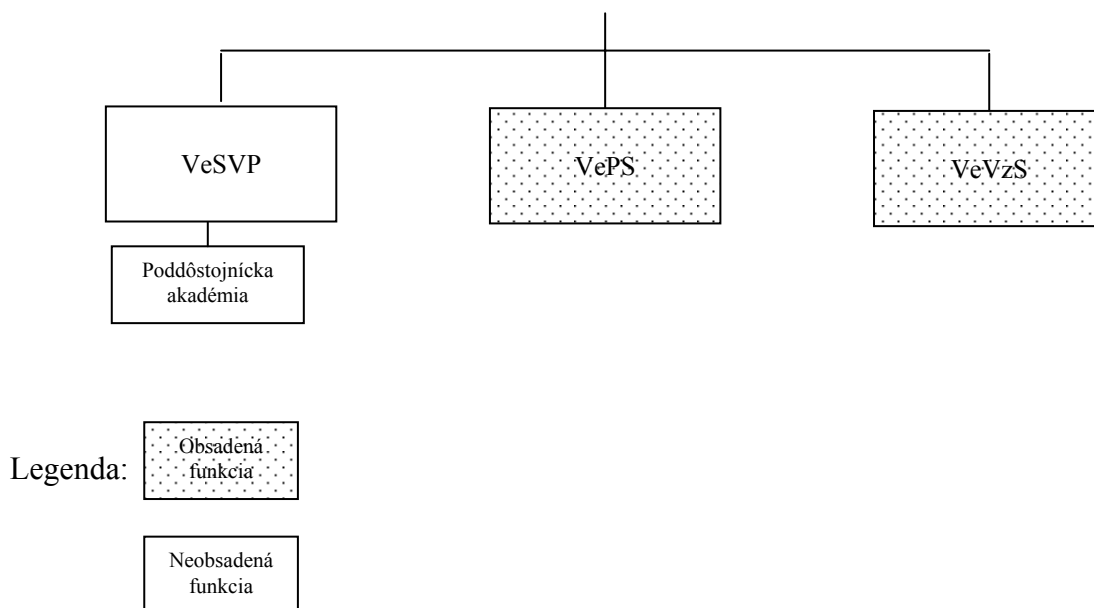 VeSVP
VePS
VeVzS
Poddôstojnícka
akadémia
Legenda:
Obsadená
funkcia
Neobsadená
funkcia